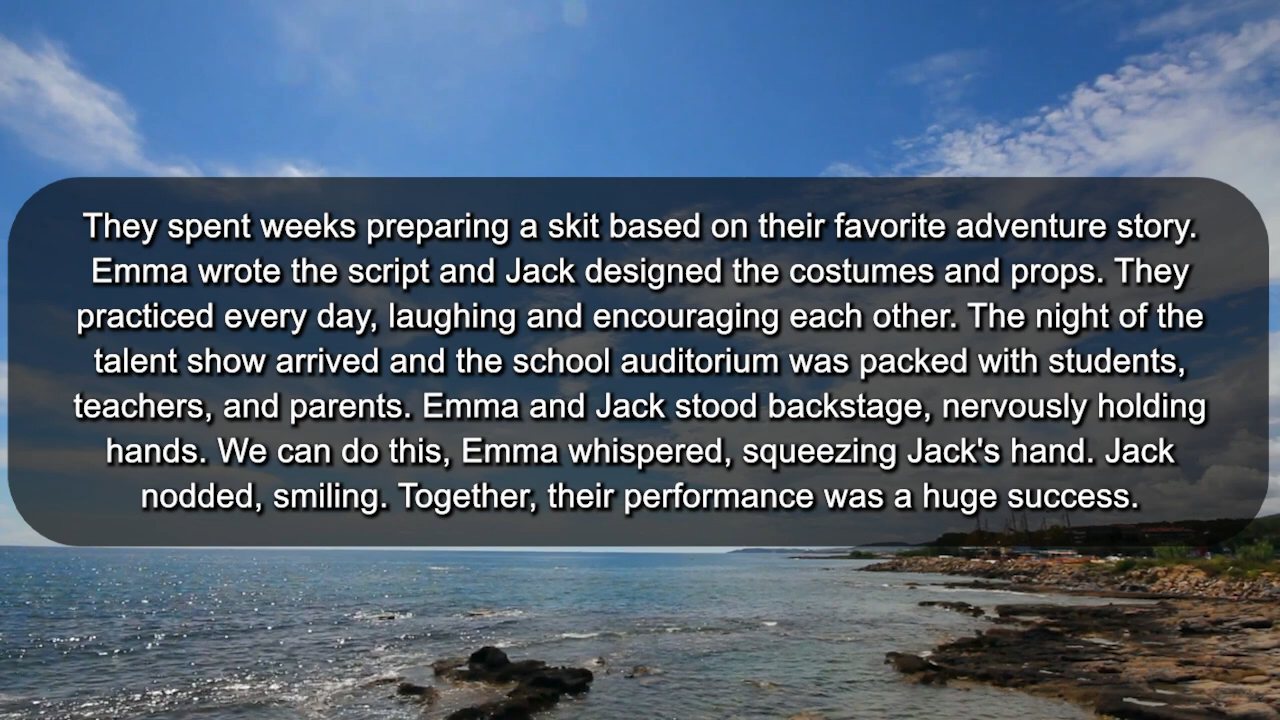 They spent weeks preparing a skit based on their favorite adventure story.
Emma wrote the script and Jack designed the costumes and props. They
practiced every day, laughing and encouraging each other. The night of the
talent show arrived and the school auditorium was packed with students,
teachers, and parents. Emma and Jack stood backstage, nervously holding
hands. We can do this, Emma whispered, squeezing Jack's hand. Jack
nodded, smiling. Together, their performance was a huge success.